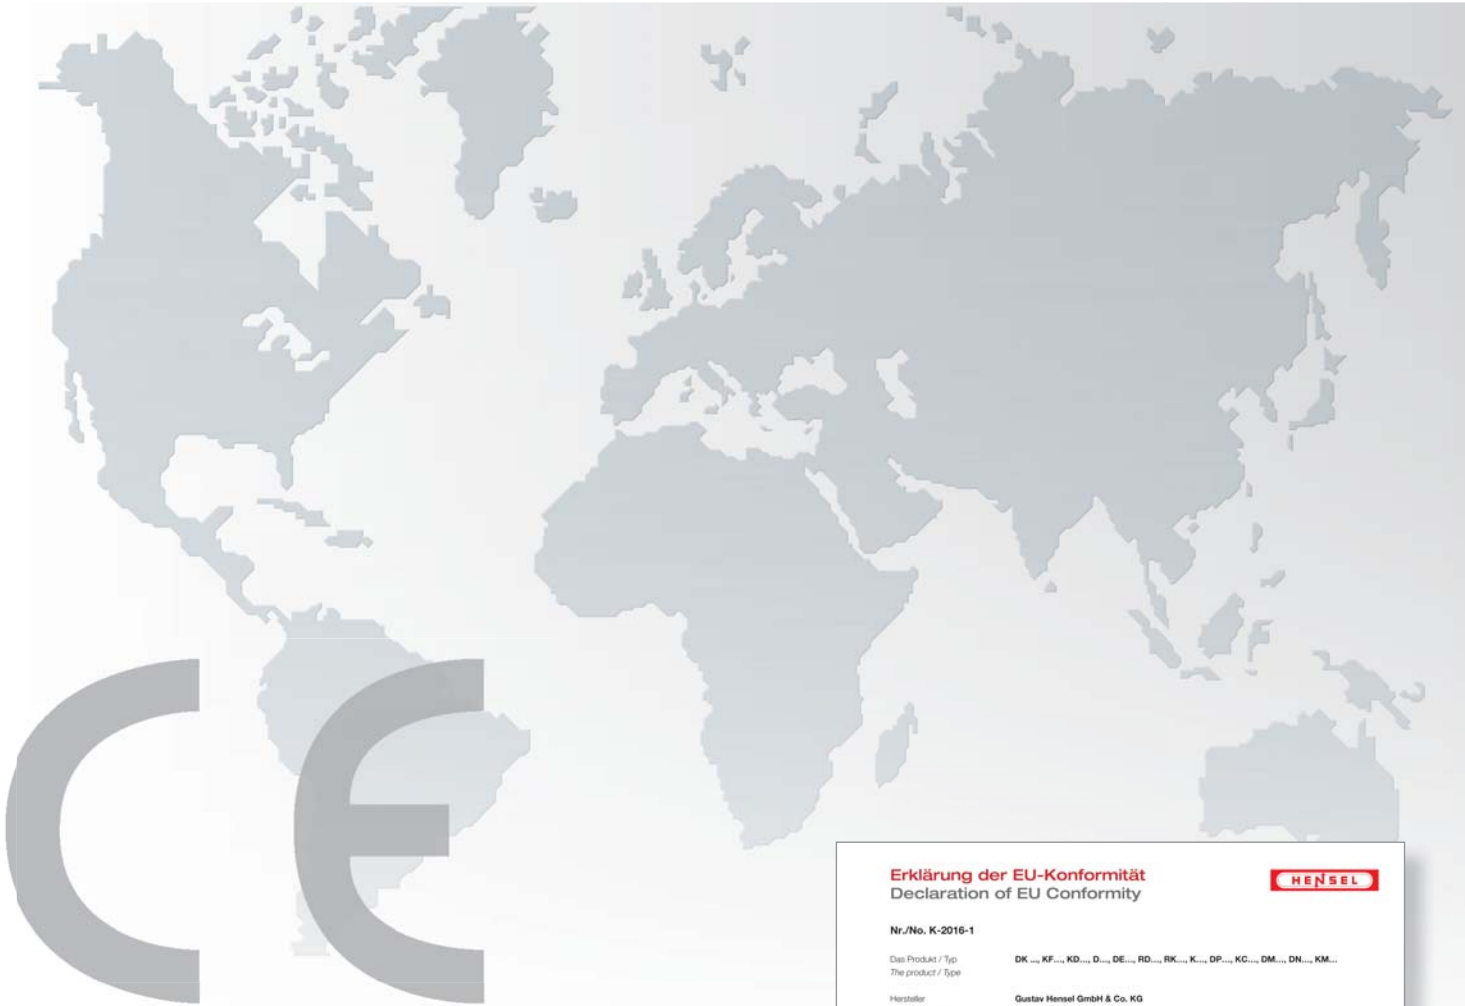 CE
Erklärung der EU-Konformität
HENSEL
Declaration of EU Conformity
Nr./No. K-2016-1
Das Produkt / Typ DK ..., KF..., KD..., D..., DE..., RD..., RK..., K..., DP..., KC..., DM..., DN..., KM...
The product / Type
Hersteller Gustav Hensel GmbH & Co. KG